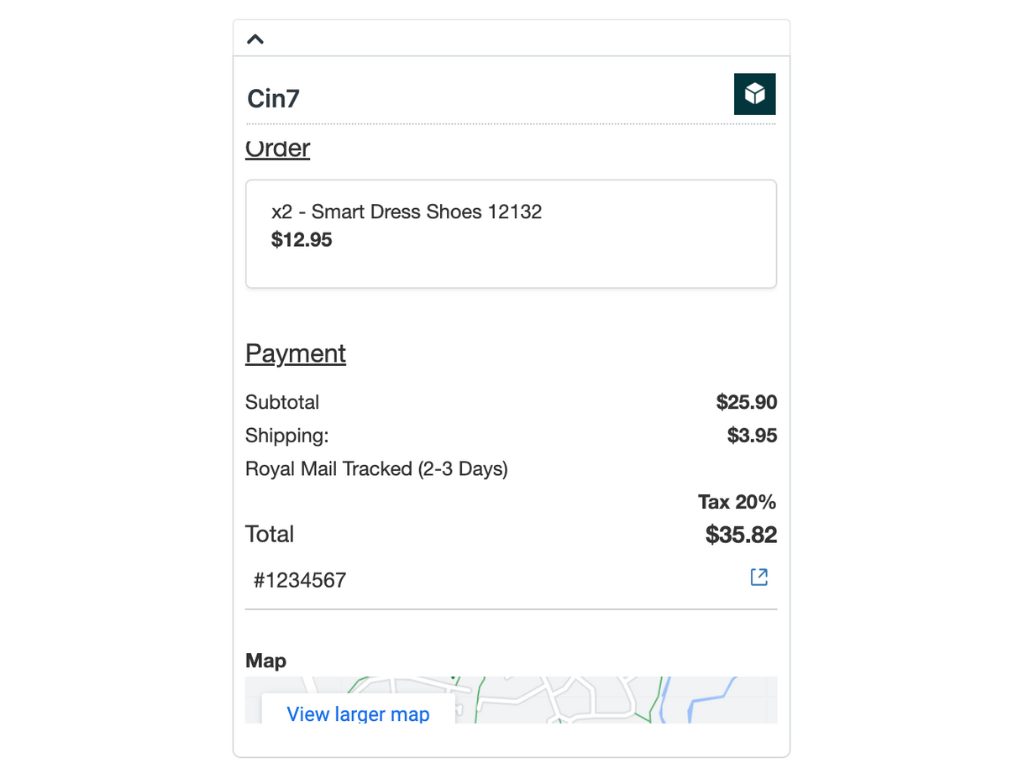 Cin7
Order
x2 - Smart Dress Shoes 12132
$12.95
Payment
Subtotal $25.90
Shipping: $3.95
Royal Mail Tracked (2-3 Days)
Tax 20%
Total $35.82
#1234567
Map
View larger map